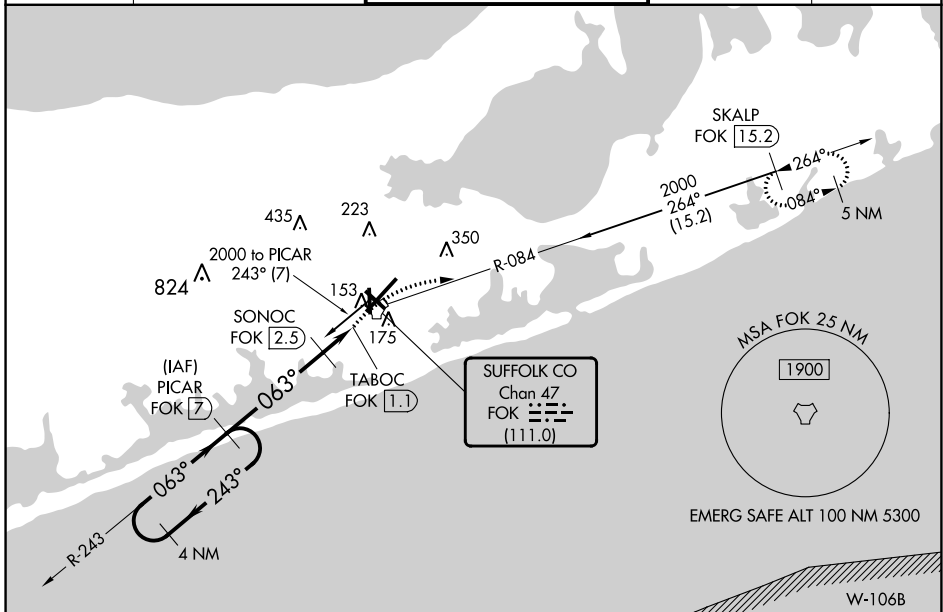 SKALP
FOK 15.2
264°
084°
5 NM
2000
264°
(15.2)
R-084
435
223
350
2000 to PICAR
243° (7)
824
153
175
SONOC
FOK 2.5
(IAF)
PICAR
FOK 7
063°
TABOC
FOK 1.1
SUFFOLK CO
Chan 47
FOK
(111.0)
MSA FOK 25 NM
1900
EMERG SAFE ALT 100 NM 5300
063°
243°
4 NM
R-243
W-106B